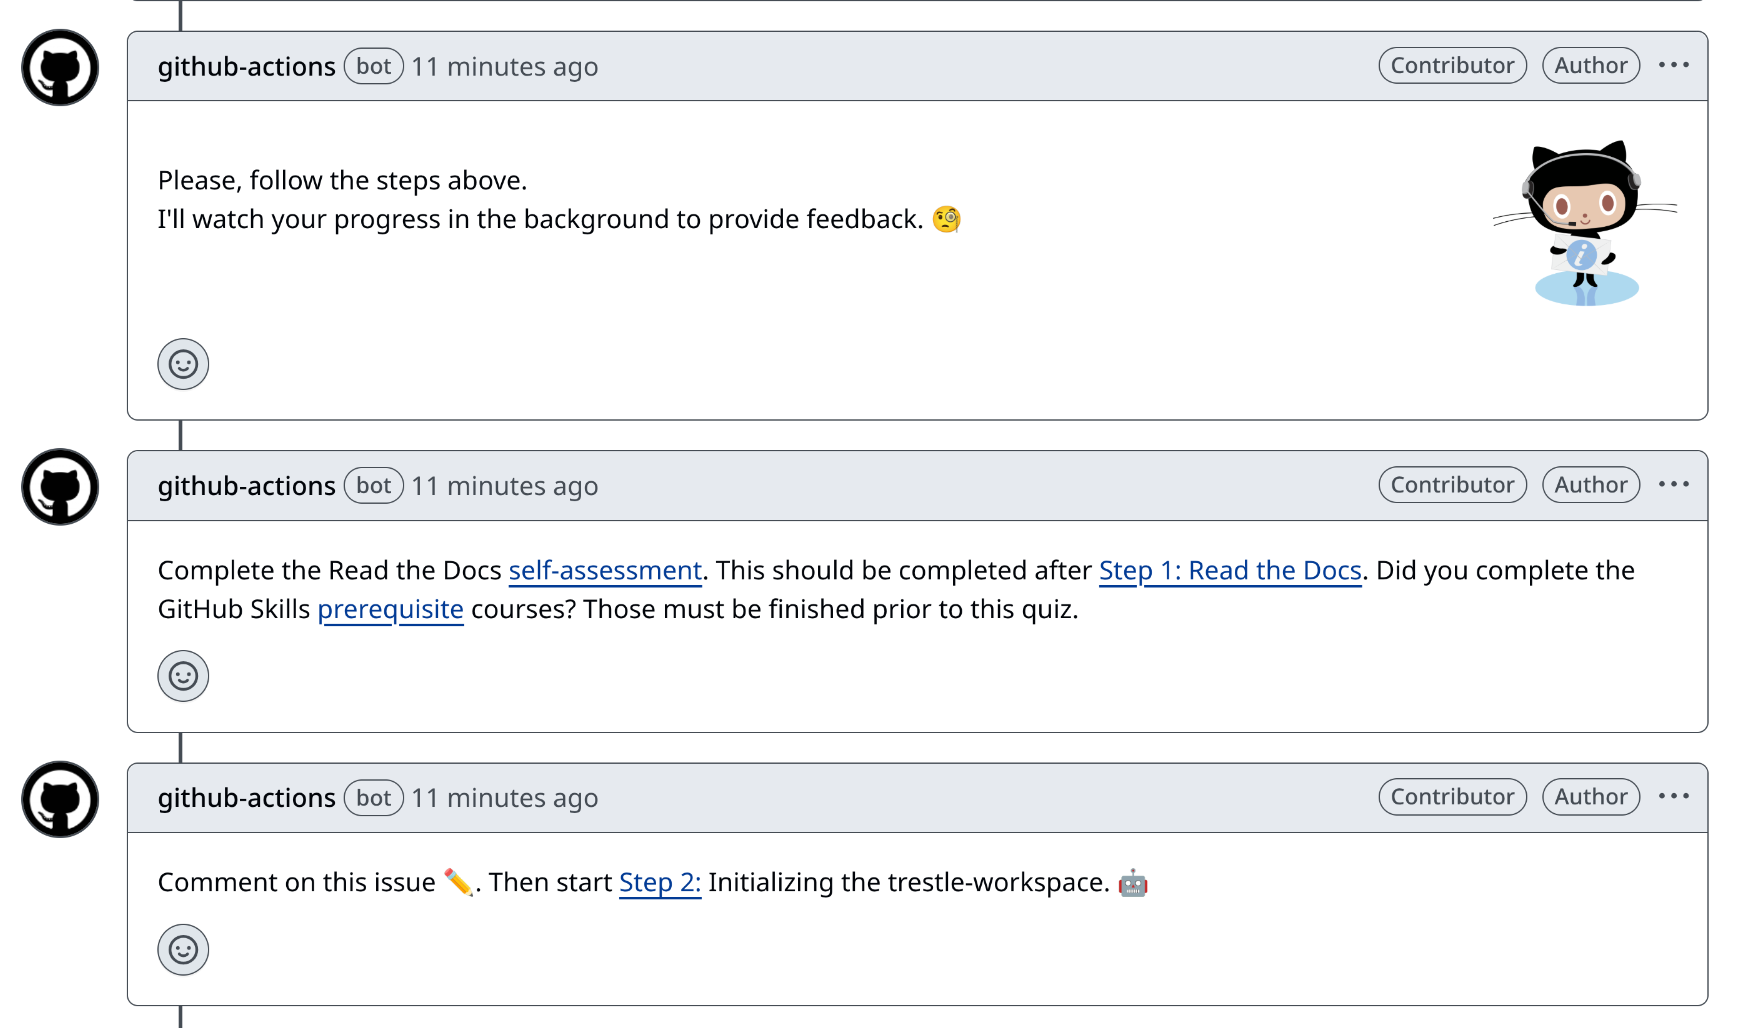 github-actions bot 11 minutes ago Contributor Author
Please, follow the steps above.
I'll watch your progress in the background to provide feedback. 🧐
i
github-actions bot 11 minutes ago Contributor Author
Complete the Read the Docs self-assessment. This should be completed after Step 1: Read the Docs. Did you complete the
GitHub Skills prerequisite courses? Those must be finished prior to this quiz.
github-actions bot 11 minutes ago Contributor Author
Comment on this issue ✏️. Then start Step 2: Initializing the trestle-workspace. 🤖